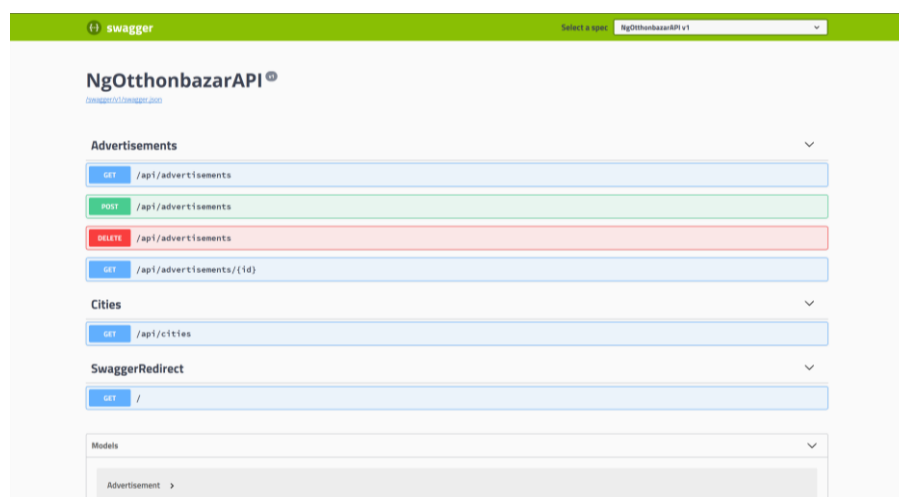 swagger
Select a spec NgOtthonbazarAPI v1
NgOtthonbazarAPI v1
/swagger/v1/swagger.json
Advertisements
GET /api/advertisements
POST /api/advertisements
DELETE /api/advertisements
GET /api/advertisements/{id}
Cities
GET /api/cities
SwaggerRedirect
GET /
Models
Advertisement